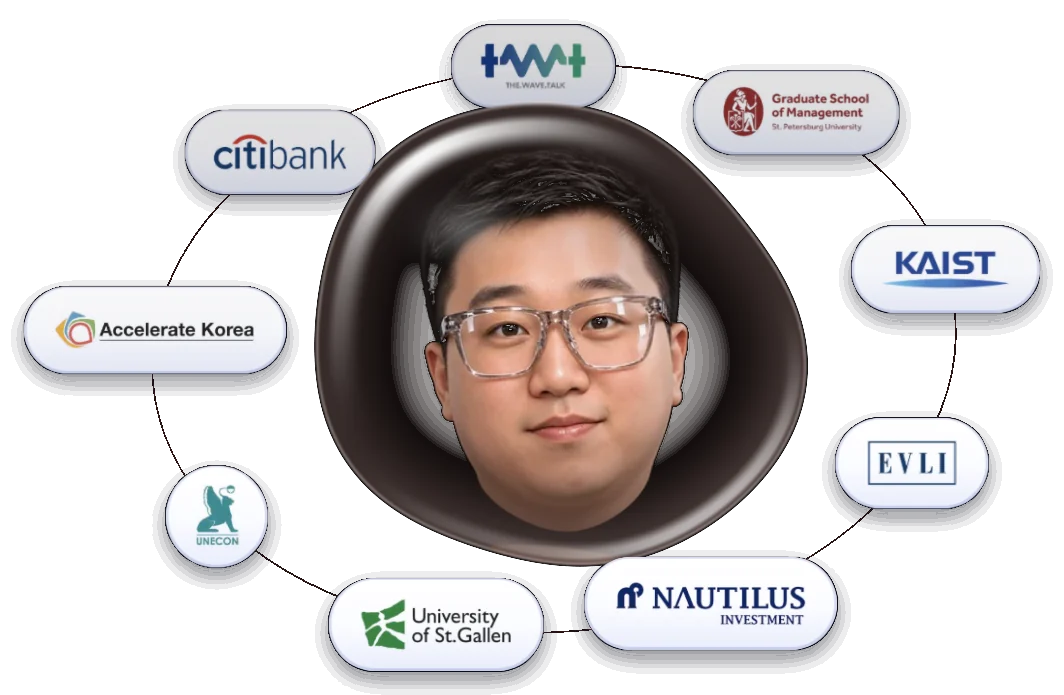 THE.WAVE.TALK
Graduate School
of Management
St. Petersburg University
citibank
KAIST
Accelerate Korea
EVLI
UNECON
NAUTILUS
INVESTMENT
University
of St.Gallen